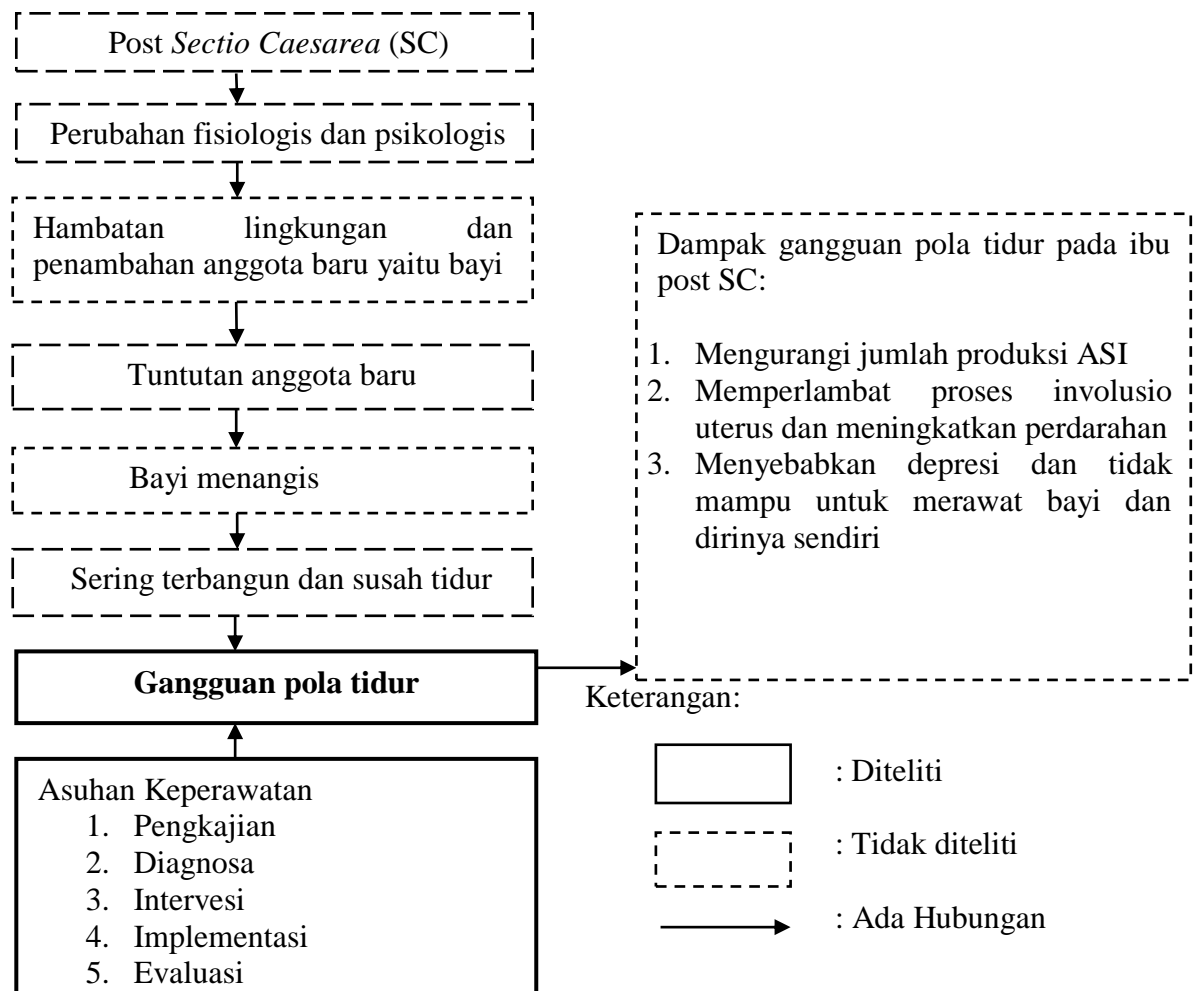 Post Sectio Caesarea (SC)
Perubahan fisiologis dan psikologis
Hambatan lingkungan dan
penambahan anggota baru yaitu bayi
Tuntutan anggota baru
Bayi menangis
Sering terbangun dan susah tidur
Gangguan pola tidur
Asuhan Keperawatan
1. Pengkajian
2. Diagnosa
3. Intervesi
4. Implementasi
5. Evaluasi
Dampak gangguan pola tidur pada ibu
post SC:
1. Mengurangi jumlah produksi ASI
2. Memperlambat proses involusio
uterus dan meningkatkan perdarahan
3. Menyebabkan depresi dan tidak
mampu untuk merawat bayi dan
dirinya sendiri
Keterangan:
: Diteliti
: Tidak diteliti
: Ada Hubungan